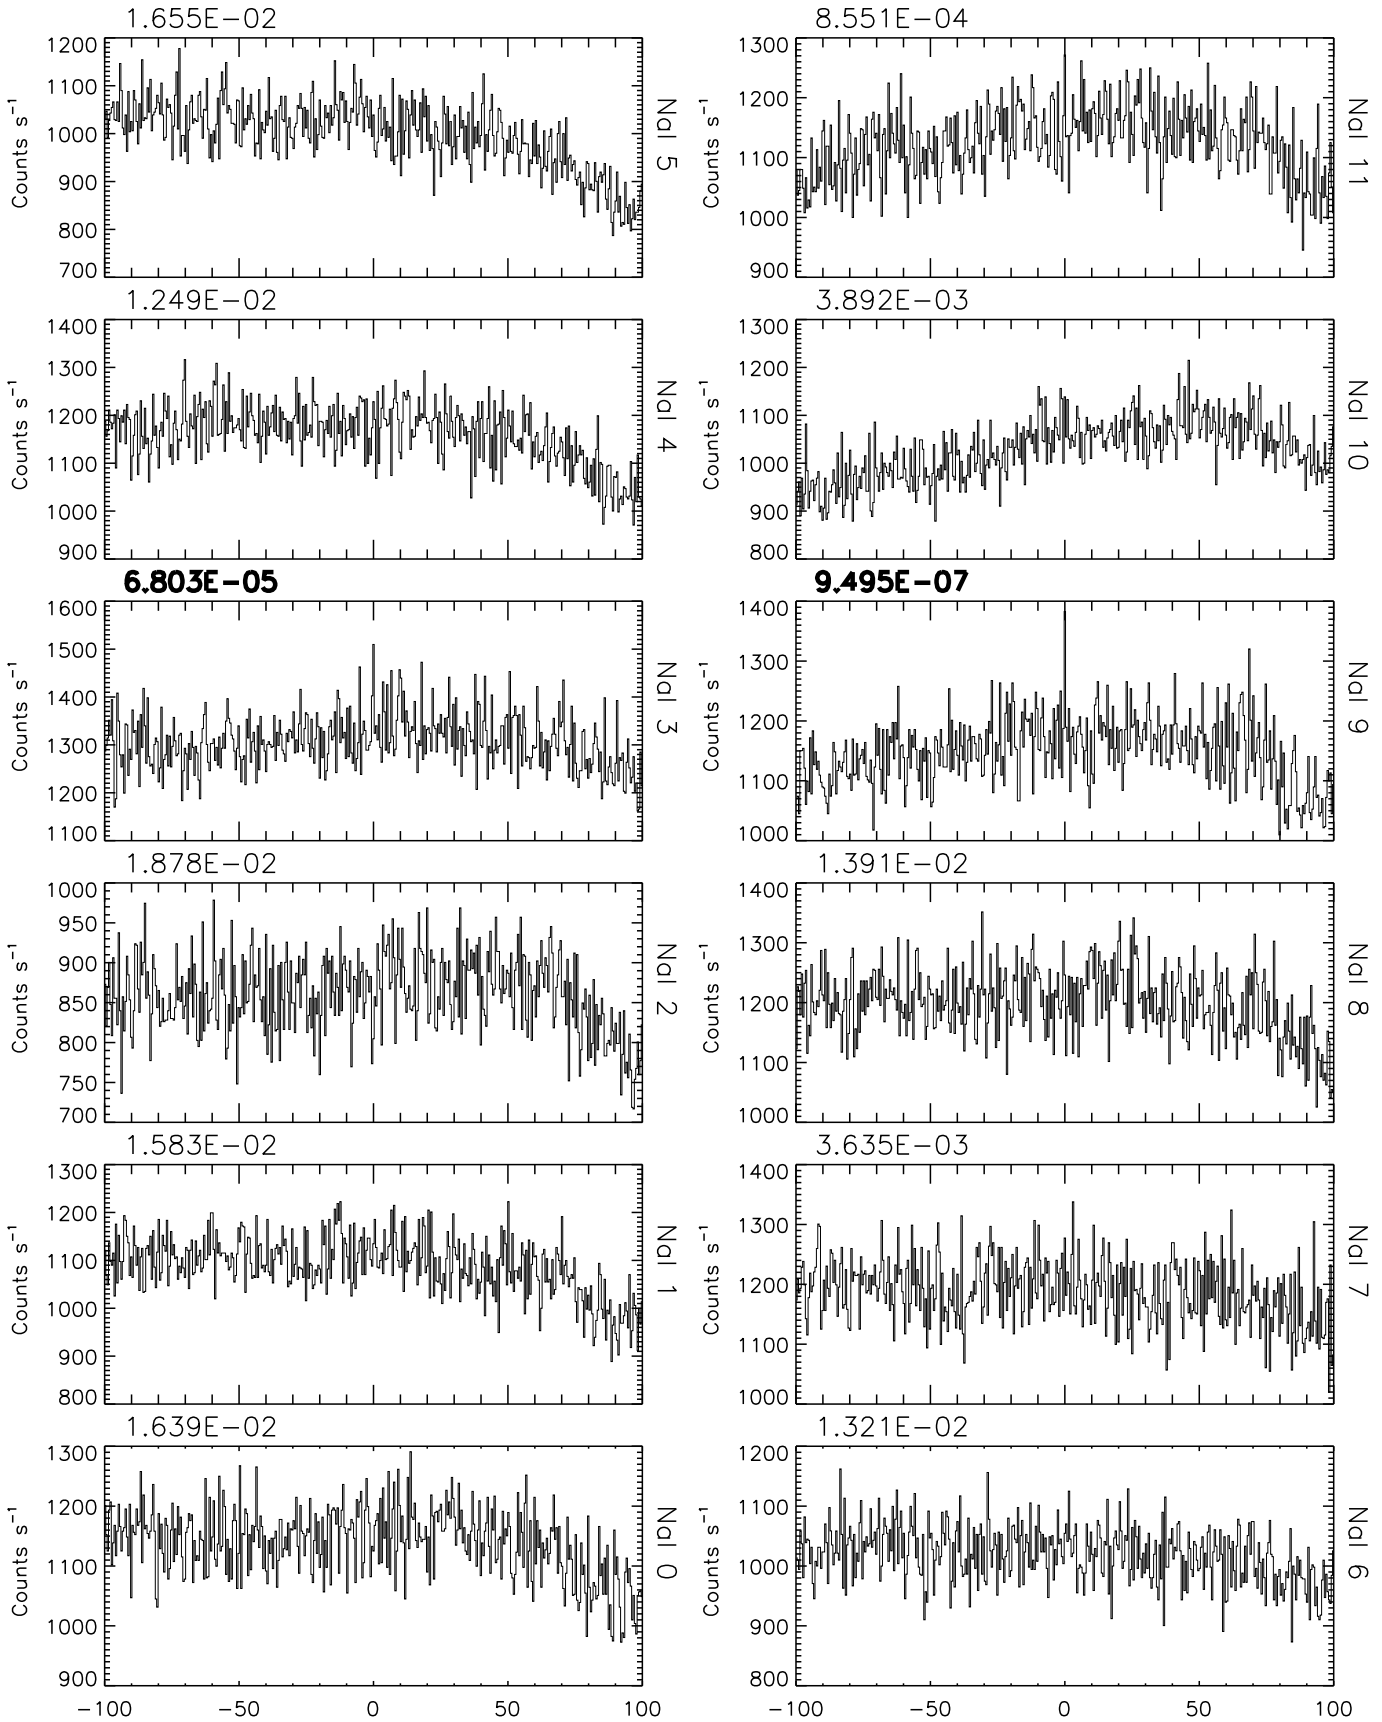 1.655E−02 8.551E−04
1200 1300
1100 1200
1000 1100
900 1000
800
700 900
Counts s⁻¹ NaI 5 Counts s⁻¹ NaI 11
1.249E−02 3.892E−03
1400 1300
1300 1200
1200 1100
1100 1000
1000 900
900 800
Counts s⁻¹ NaI 4 Counts s⁻¹ NaI 10
6.803E−05 9.495E−07
1600 1400
1500 1300
1400 1200
1300 1100
1200
1100 1000
Counts s⁻¹ NaI 3 Counts s⁻¹ NaI 9
1.878E−02 1.391E−02
1000 1400
950 1300
900 1200
850
800 1100
750
700 1000
Counts s⁻¹ NaI 2 Counts s⁻¹ NaI 8
1.583E−02 3.635E−03
1300 1400
1200 1300
1100 1200
1000 1100
900
800 1000
Counts s⁻¹ NaI 1 Counts s⁻¹ NaI 7
1.639E−02 1.321E−02
1300 1200
1200 1100
1100 1000
1000 900
900 800
Counts s⁻¹ NaI 0 Counts s⁻¹ NaI 6
−100 −50 0 50 100 −100 −50 0 50 100